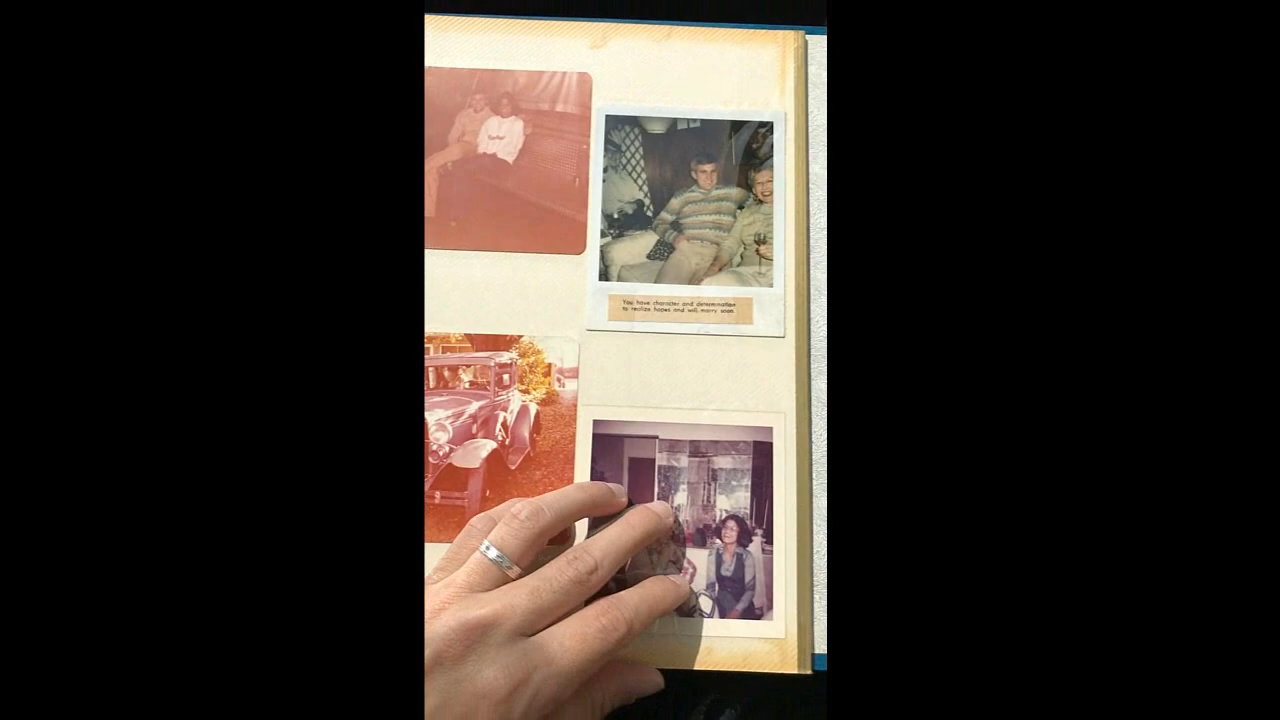 You have character and determination
to realize hopes and will marry soon.